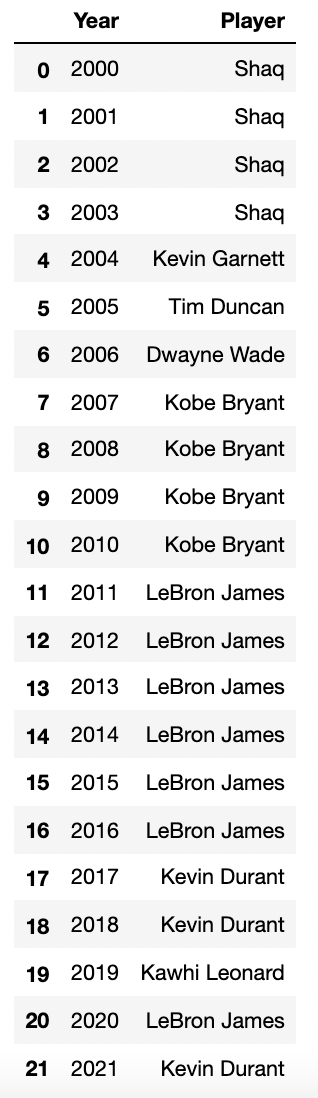 Year Player
0 2000 Shaq
1 2001 Shaq
2 2002 Shaq
3 2003 Shaq
4 2004 Kevin Garnett
5 2005 Tim Duncan
6 2006 Dwayne Wade
7 2007 Kobe Bryant
8 2008 Kobe Bryant
9 2009 Kobe Bryant
10 2010 Kobe Bryant
11 2011 LeBron James
12 2012 LeBron James
13 2013 LeBron James
14 2014 LeBron James
15 2015 LeBron James
16 2016 LeBron James
17 2017 Kevin Durant
18 2018 Kevin Durant
19 2019 Kawhi Leonard
20 2020 LeBron James
21 2021 Kevin Durant